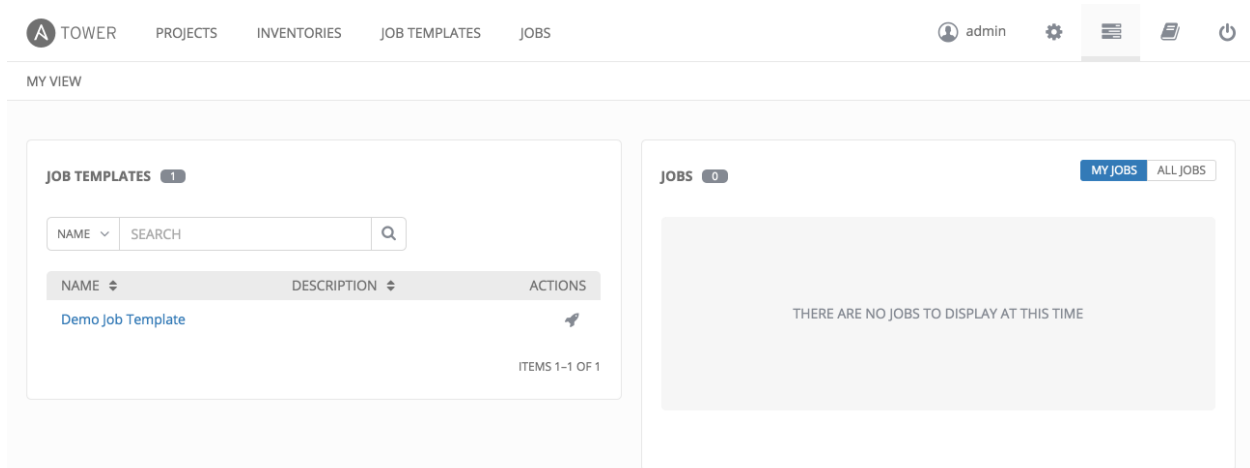 A TOWER PROJECTS INVENTORIES JOB TEMPLATES JOBS admin
MY VIEW
JOB TEMPLATES 1
NAME SEARCH
NAME DESCRIPTION ACTIONS
Demo Job Template
ITEMS 1–1 OF 1
JOBS 0 MY JOBS ALL JOBS
THERE ARE NO JOBS TO DISPLAY AT THIS TIME